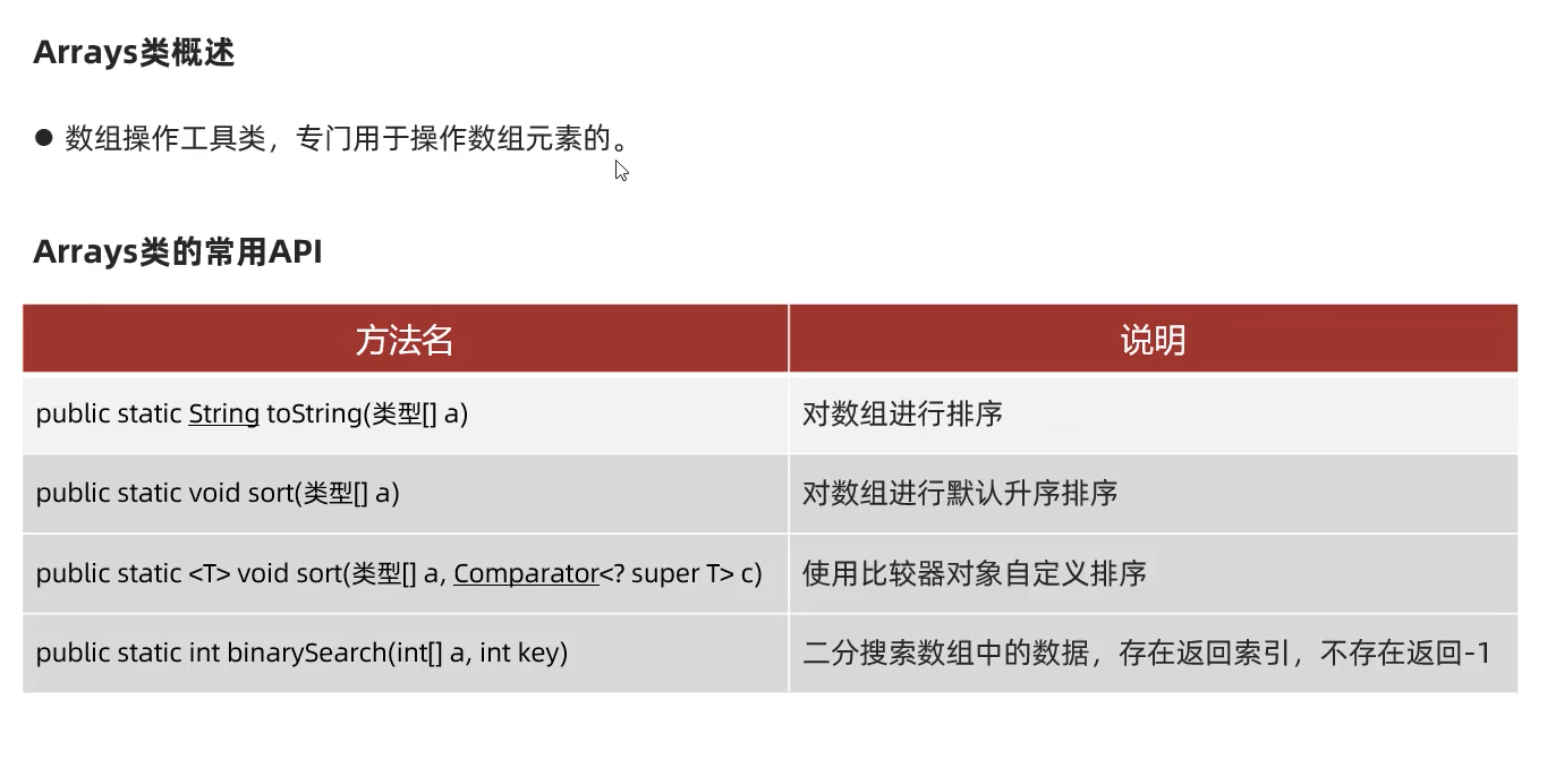 Arrays类概述
● 数组操作工具类，专门用于操作数组元素的。
Arrays类的常用API
方法名 说明
public static String toString(类型[] a) 对数组进行排序
public static void sort(类型[] a) 对数组进行默认升序排序
public static <T> void sort(类型[] a, Comparator<? super T> c) 使用比较器对象自定义排序
public static int binarySearch(int[] a, int key) 二分搜索数组中的数据，存在返回索引，不存在返回-1